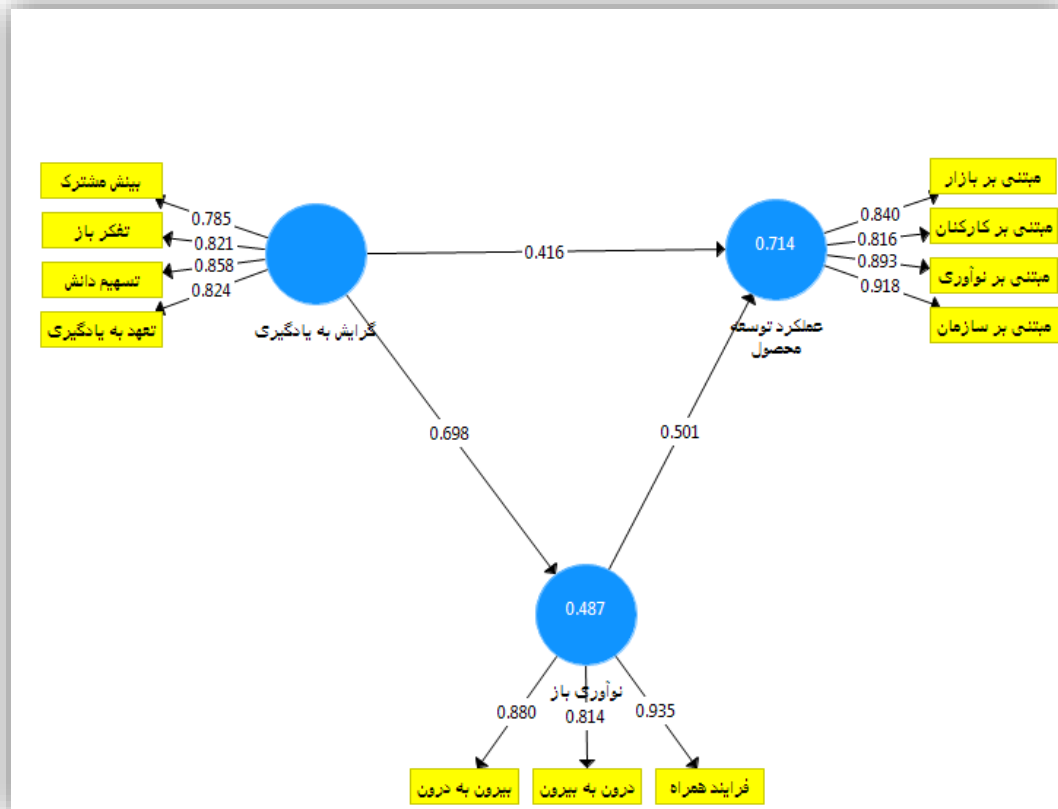 بینش مشترک
تفکر باز
تسهیم دانش
تعهد به یادگیری
0.785
0.821
0.858
0.824
گرایش به یادگیری
0.416
0.714
عملکرد توسعه
محصول
0.840
0.816
0.893
0.918
مبتنی بر بازار
مبتنی بر کارکنان
مبتنی بر نوآوری
مبتنی بر سازمان
0.698
0.501
0.487
نوآوری باز
0.880
0.814
0.935
بیرون به درون
درون به بیرون
فرایند همراه